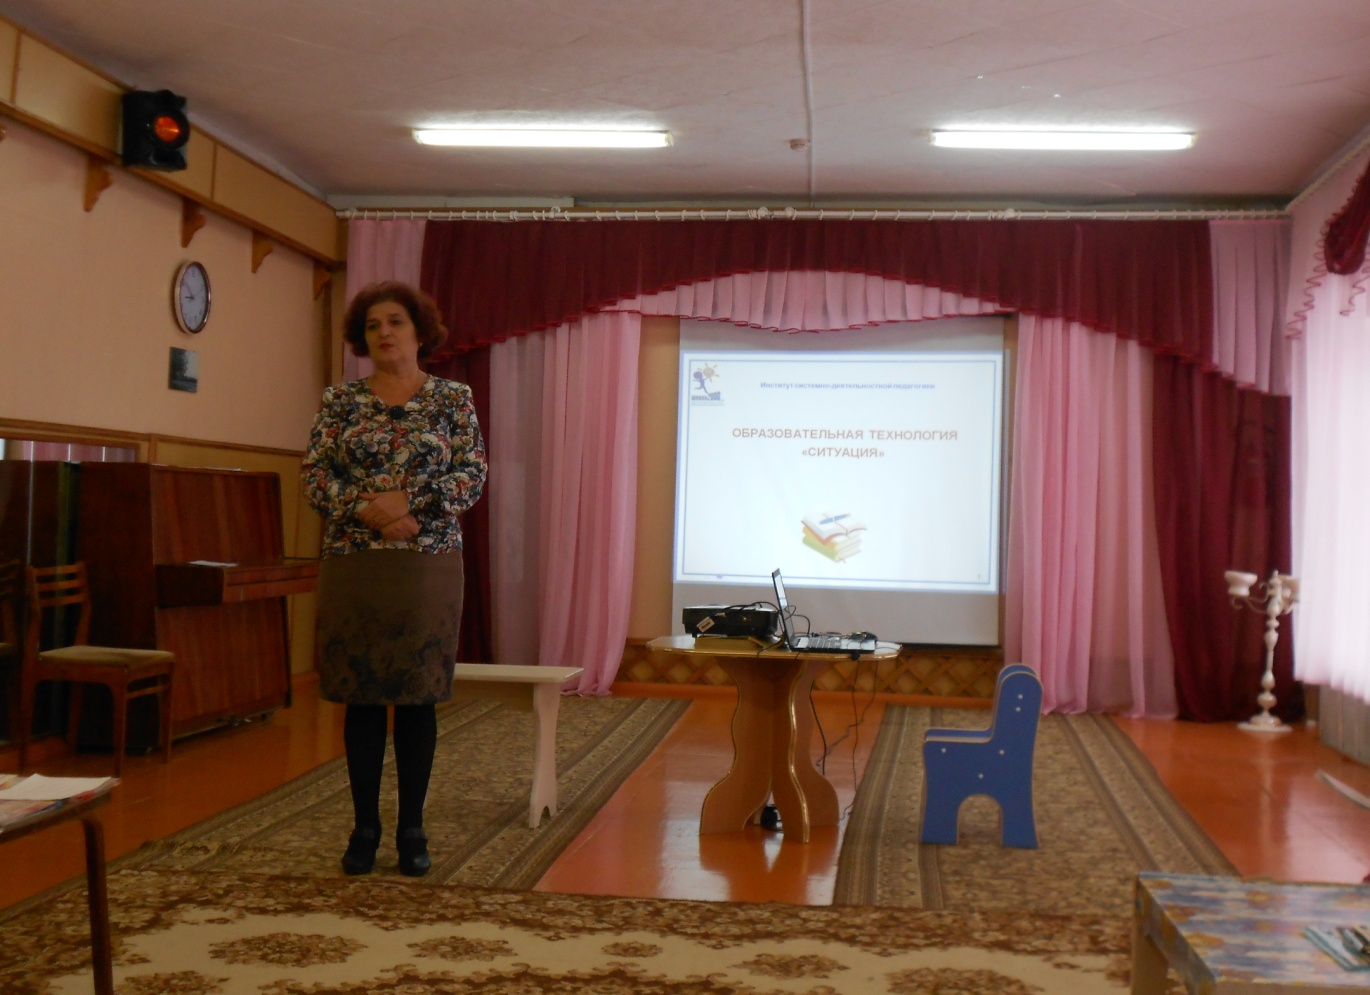 Институт системно-деятельностной педагогики
ОБРАЗОВАТЕЛЬНАЯ ТЕХНОЛОГИЯ
«СИТУАЦИЯ»